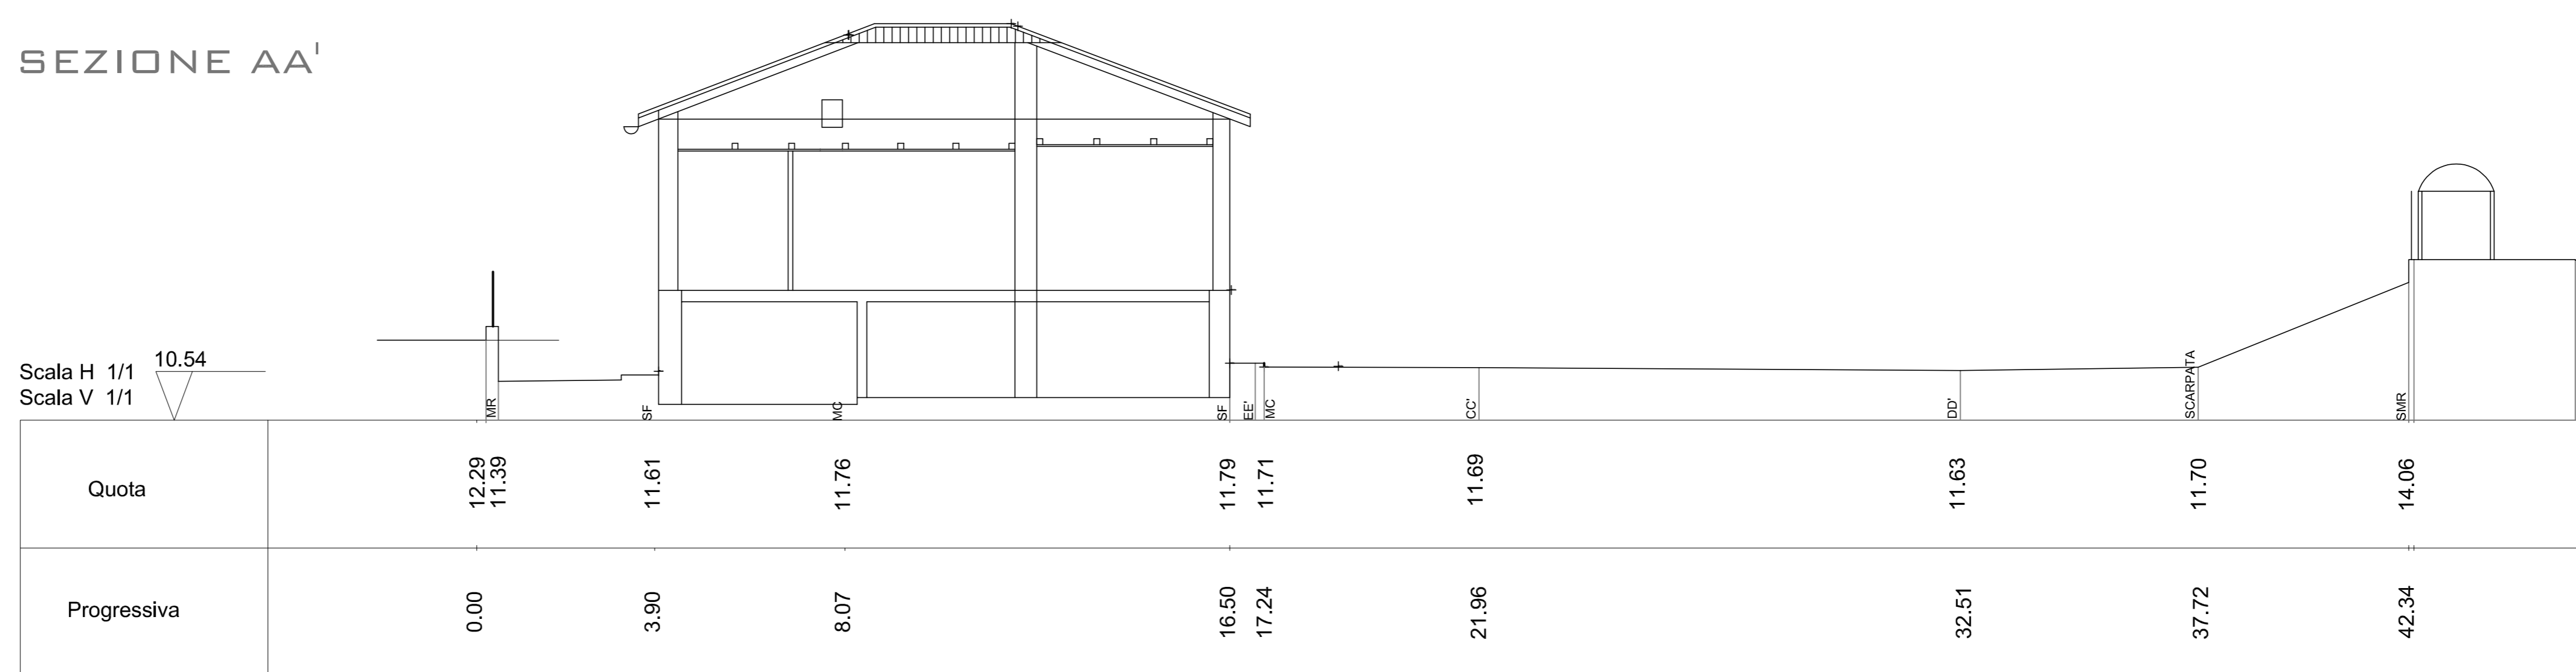 SEZIONE AA'
Scala H 1/1
Scala V 1/1
10.54
MR
SF
MC
SF
EE'
MC
CC'
DD'
SCARPATA
SMR
Quota
12.29
11.39
11.61
11.76
11.79
11.71
11.69
11.63
11.70
14.06
Progressiva
0.00
3.90
8.07
16.50
17.24
21.96
32.51
37.72
42.34